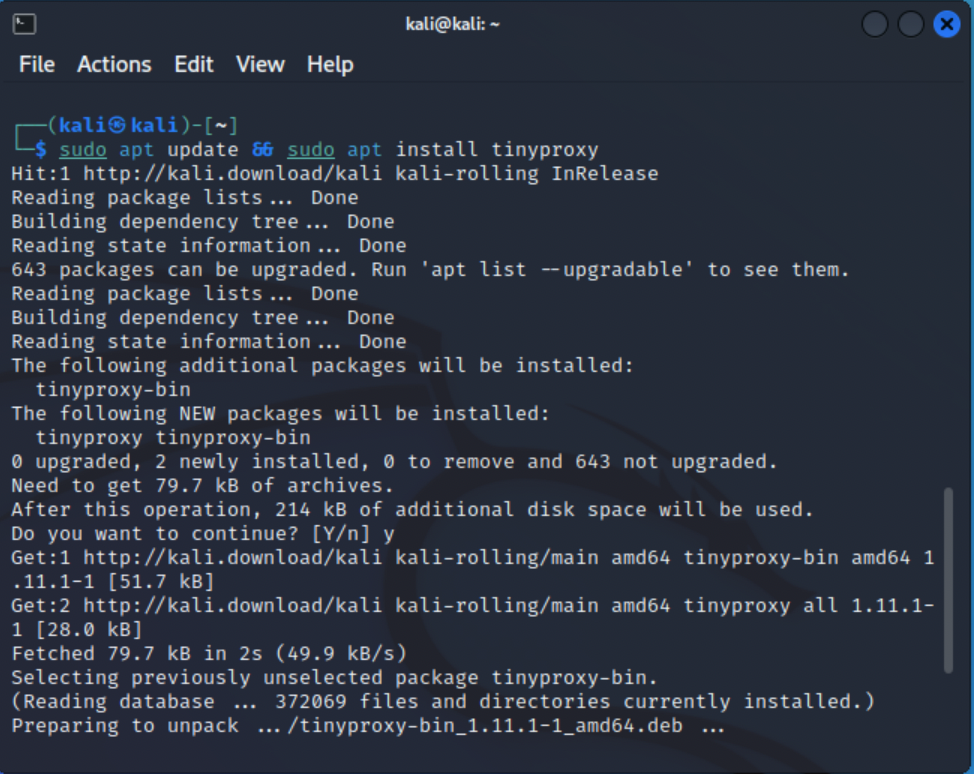 kali@kali: ~
File Actions Edit View Help
┌──(kali㉿kali)-[~]
└─$ sudo apt update && sudo apt install tinyproxy
Hit:1 http://kali.download/kali kali-rolling InRelease
Reading package lists... Done
Building dependency tree... Done
Reading state information... Done
643 packages can be upgraded. Run 'apt list --upgradable' to see them.
Reading package lists... Done
Building dependency tree... Done
Reading state information... Done
The following additional packages will be installed:
  tinyproxy-bin
The following NEW packages will be installed:
  tinyproxy tinyproxy-bin
0 upgraded, 2 newly installed, 0 to remove and 643 not upgraded.
Need to get 79.7 kB of archives.
After this operation, 214 kB of additional disk space will be used.
Do you want to continue? [Y/n] y
Get:1 http://kali.download/kali kali-rolling/main amd64 tinyproxy-bin amd64 1
.11.1-1 [51.7 kB]
Get:2 http://kali.download/kali kali-rolling/main amd64 tinyproxy all 1.11.1-
1 [28.0 kB]
Fetched 79.7 kB in 2s (49.9 kB/s)
Selecting previously unselected package tinyproxy-bin.
(Reading database ... 372069 files and directories currently installed.)
Preparing to unpack .../tinyproxy-bin_1.11.1-1_amd64.deb ...